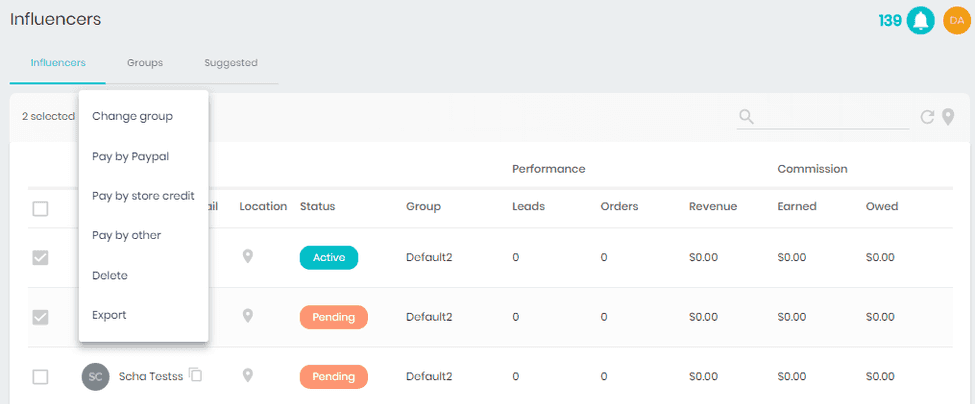 Influencers
139
DA
Influencers Groups Suggested
2 selected
Change group
Pay by Paypal
Pay by store credit
Pay by other
Delete
Export
Performance Commission
ail Location Status Group Leads Orders Revenue Earned Owed
Active Default2 0 0 $0.00 $0.00 $0.00
Pending Default2 0 0 $0.00 $0.00 $0.00
SC Scha Testss Pending Default2 0 0 $0.00 $0.00 $0.00